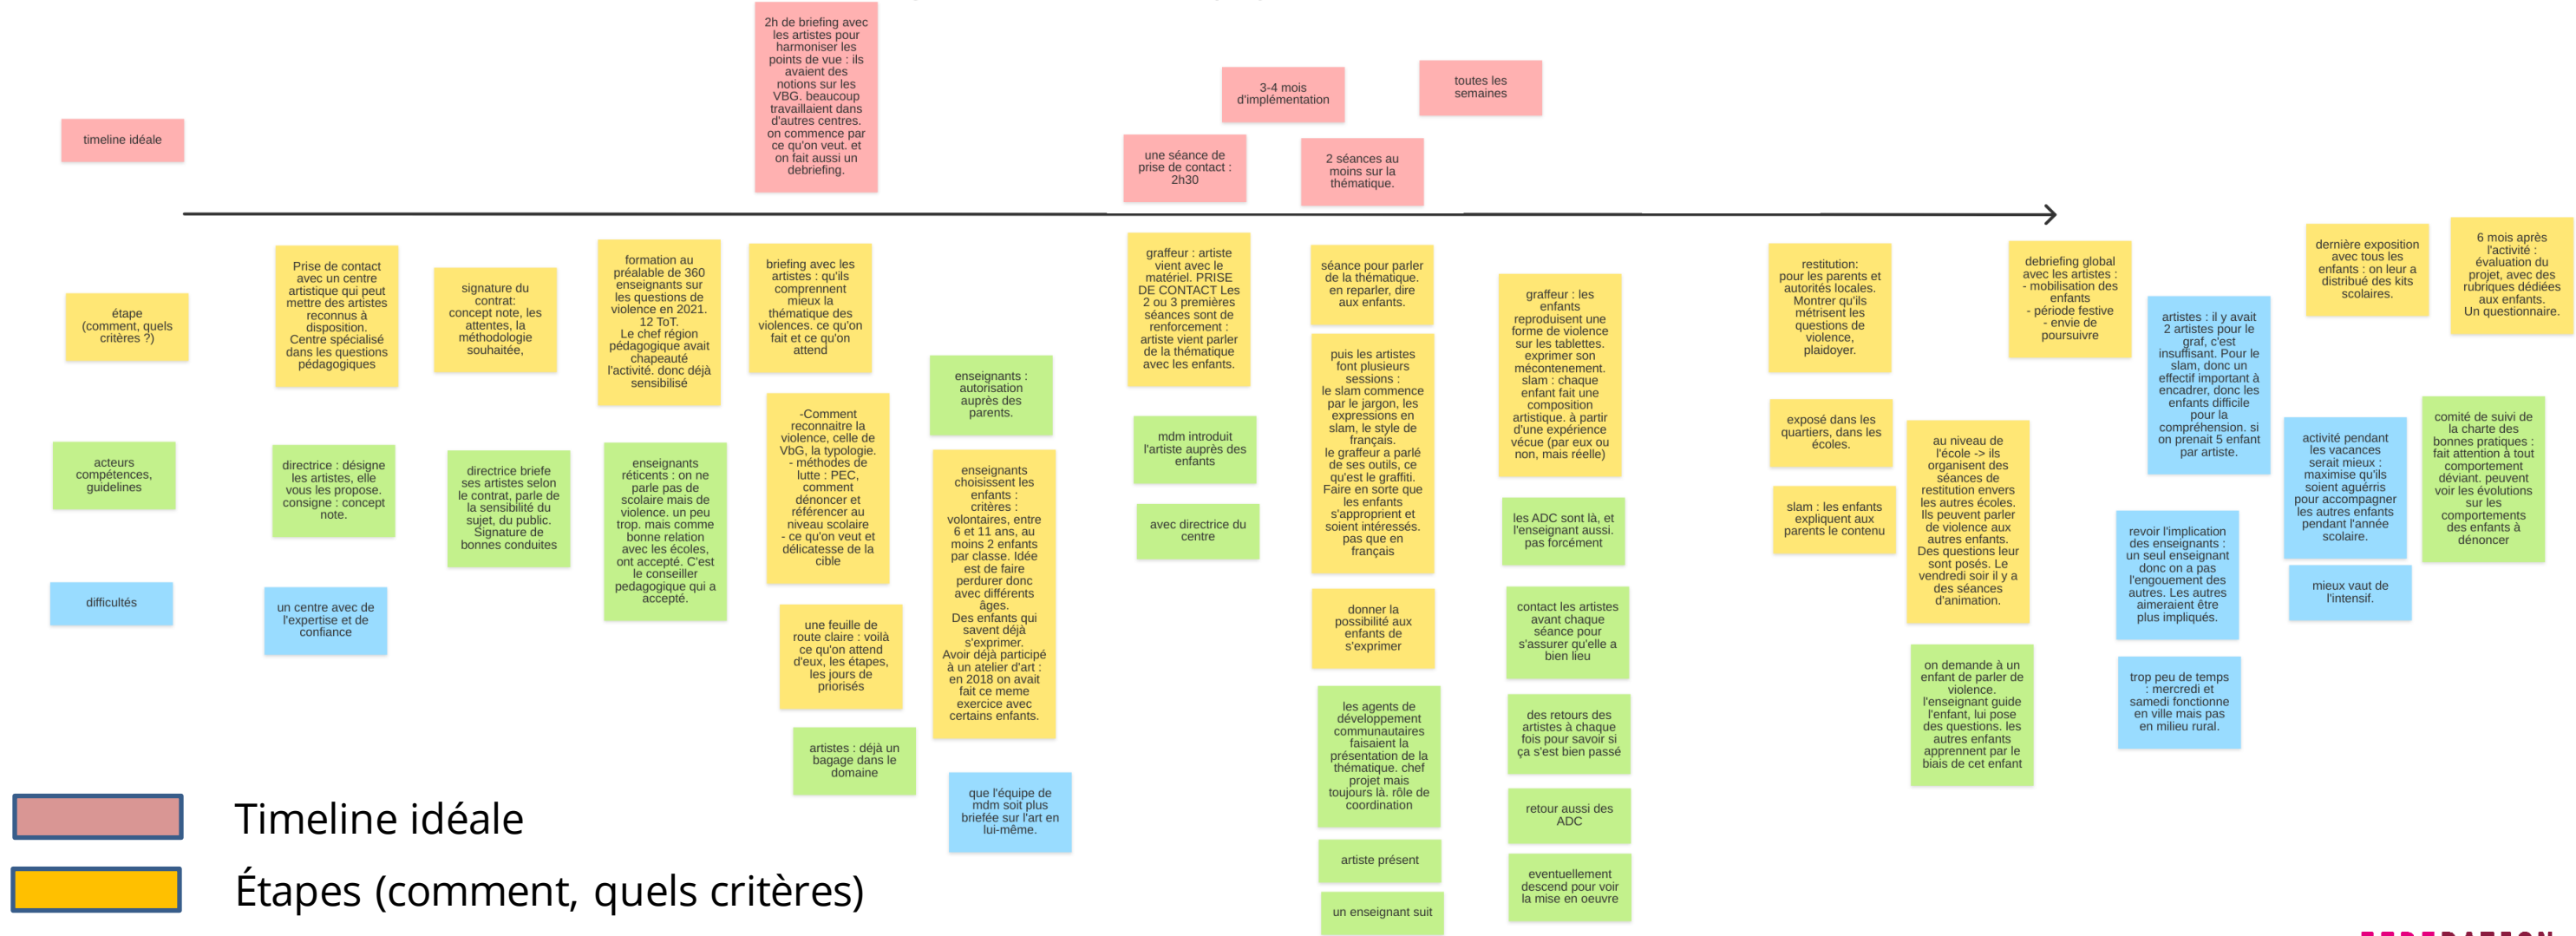 2h de briefing avec
les artistes pour
harmoniser les
points de vue : ils
avaient des
notions sur les
VBG. beaucoup
travaillaient dans
d'autres centres.
on commence par
ce qu'on veut. et
on fait aussi un
debriefing.
3-4 mois
d'implémentation
toutes les
semaines
timeline idéale
une séance de
prise de contact :
2h30
2 séances au
moins sur la
thématique.
étape
(comment, quels
critères ?)
Prise de contact
avec un centre
artistique qui peut
mettre des artistes
reconnus à
disposition.
Centre spécialisé
dans les questions
pédagogiques
signature du
contrat:
concept note, les
attentes, la
méthodologie
souhaitée,
formation au
préalable de 360
enseignants sur
les questions de
violence en 2021.
12 ToT.
Le chef région
pédagogique avait
chapeauté
l'activité. donc déjà
sensibilisé
briefing avec les
artistes : qu'ils
comprennent
mieux la
thématique des
violences. ce qu'on
fait et ce qu'on
attend
-Comment
reconnaitre la
violence, celle de
VbG, la typologie.
- méthodes de
lutte : PEC,
comment
dénoncer et
référencer au
niveau scolaire
- ce qu'on veut et
délicatesse de la
cible
une feuille de
route claire : voilà
ce qu'on attend
d'eux, les étapes,
les jours de
priorisés
artistes : déjà un
bagage dans le
domaine
enseignants :
autorisation
auprès des
parents.
enseignants
choisissent les
enfants :
critères :
volontaires, entre
6 et 11 ans, au
moins 2 enfants
par classe. Idée
est de faire
perdurer donc
avec différents
âges.
Des enfants qui
savent déjà
s'exprimer.
Avoir déjà participé
à un atelier d'art :
en 2018 on avait
fait ce meme
exercice avec
certains enfants.
que l'équipe de
mdm soit plus
briefée sur l'art en
lui-même.
graffeur : artiste
vient avec le
matériel. PRISE
DE CONTACT Les
2 ou 3 premières
séances sont de
renforcement :
artiste vient parler
de la thématique
avec les enfants.
mdm introduit
l'artiste auprès des
enfants
avec directrice du
centre
séance pour parler
de la thématique.
en reparler, dire
aux enfants.
puis les artistes
font plusieurs
sessions :
le slam commence
par le jargon, les
expressions en
slam, le style de
français.
le graffeur a parlé
de ses outils, ce
qu'est le graffiti.
Faire en sorte que
les enfants
s'approprient et
soient intéressés.
pas que en
français
donner la
possibilité aux
enfants de
s'exprimer
les agents de
développement
communautaires
faisaient la
présentation de la
thématique. chef
projet mais
toujours là. rôle de
coordination
artiste présent
un enseignant suit
graffeur : les
enfants
reproduisent une
forme de violence
sur les tablettes.
exprimer son
mécontenement.
slam : chaque
enfant fait une
composition
artistique. à partir
d'une expérience
vécue (par eux ou
non, mais réelle)
les ADC sont là, et
l'enseignant aussi.
pas forcément
contact les artistes
avant chaque
séance pour
s'assurer qu'elle a
bien lieu
des retours des
artistes à chaque
fois pour savoir si
ça s'est bien passé
retour aussi des
ADC
eventuellement
descend pour voir
la mise en oeuvre
restitution:
pour les parents et
autorités locales.
Montrer qu'ils
métrisent les
questions de
violence,
plaidoyer.
exposé dans les
quartiers, dans les
écoles.
slam : les enfants
expliquent aux
parents le contenu
au niveau de
l'école -> ils
organisent des
séances de
restitution envers
les autres écoles.
Ils peuvent parler
de violence aux
autres enfants.
Des questions leur
sont posés. Le
vendredi soir il y a
des séances
d'animation.
on demande à un
enfant de parler de
violence.
l'enseignant guide
l'enfant, lui pose
des questions. les
autres enfants
apprennent par le
biais de cet enfant
debriefing global
avec les artistes :
- mobilisation des
enfants
- période festive
- envie de
poursuivre
artistes : il y avait
2 artistes pour le
graf, c'est
insuffisant. Pour le
slam, donc un
effectif important à
encadrer, donc les
enfants difficile
pour la
compréhension. si
on prenait 5 enfant
par artiste.
revoir l'implication
des enseignants :
un seul enseignant
donc on a pas
l'engouement des
autres. Les autres
aimeraient être
plus impliqués.
trop peu de temps
: mercredi et
samedi fonctionne
en ville mais pas
en milieu rural.
dernière exposition
avec tous les
enfants : on leur a
distribué des kits
scolaires.
activité pendant
les vacances
serait mieux :
maximise qu'ils
soient aguérris
pour accompagner
les autres enfants
pendant l'année
scolaire.
mieux vaut de
l'intensif.
6 mois après
l'activité :
évaluation du
projet, avec des
rubriques dédiées
aux enfants.
Un questionnaire.
comité de suivi de
la charte des
bonnes pratiques :
fait attention à tout
comportement
déviant. peuvent
voir les évolutions
sur les
comportements
des enfants à
dénoncer
acteurs
compétences,
guidelines
directrice : désigne
les artistes, elle
vous les propose.
consigne : concept
note.
directrice briefe
ses artistes selon
le contrat, parle de
la sensibilité du
sujet, du public.
Signature de
bonnes conduites
enseignants
réticents : on ne
parle pas de
scolaire mais de
violence. un peu
trop. mais comme
bonne relation
avec les écoles,
ont accepté. C'est
le conseiller
pedagogique qui a
accepté.
difficultés
un centre avec de
l'expertise et de
confiance
Timeline idéale
Étapes (comment, quels critères)